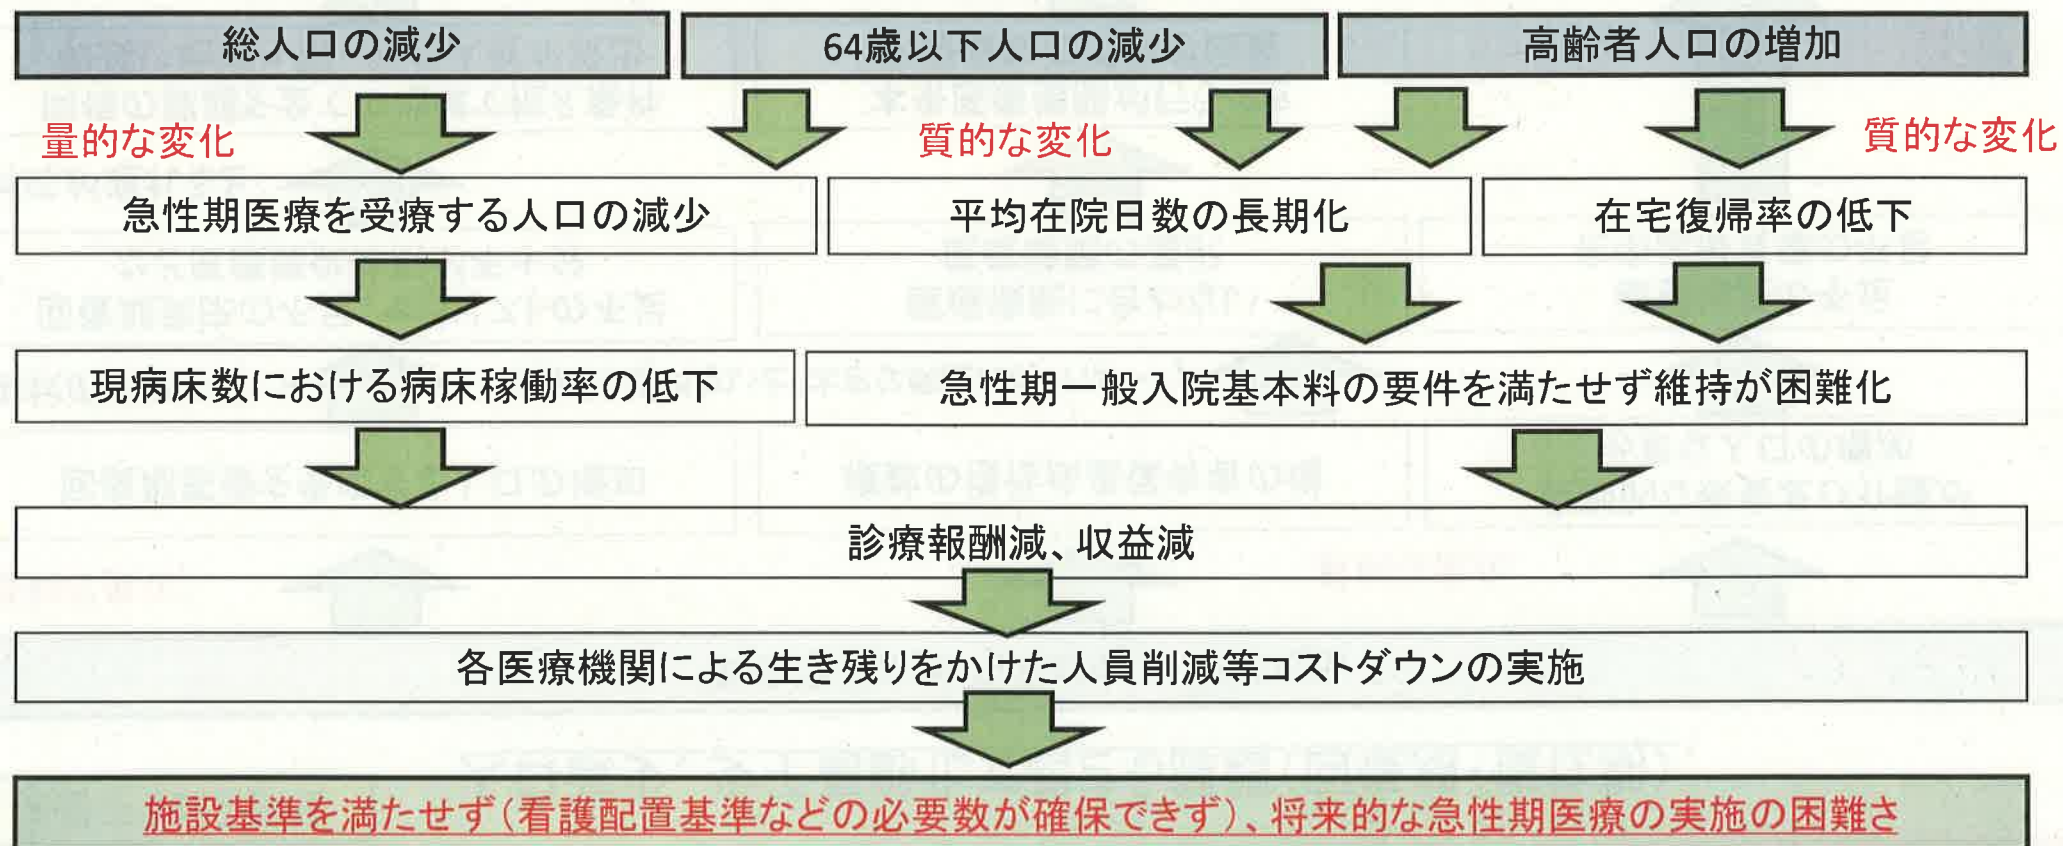 総人口の減少
64歳以下人口の減少
高齢者人口の増加
量的な変化
質的な変化
質的な変化
急性期医療を受療する人口の減少
平均在院日数の長期化
在宅復帰率の低下
現病床数における病床稼働率の低下
急性期一般入院基本料の要件を満たせず維持が困難化
診療報酬減、収益減
各医療機関による生き残りをかけた人員削減等コストダウンの実施
施設基準を満たせず（看護配置基準などの必要数が確保できず）、将来的な急性期医療の実施の困難さ